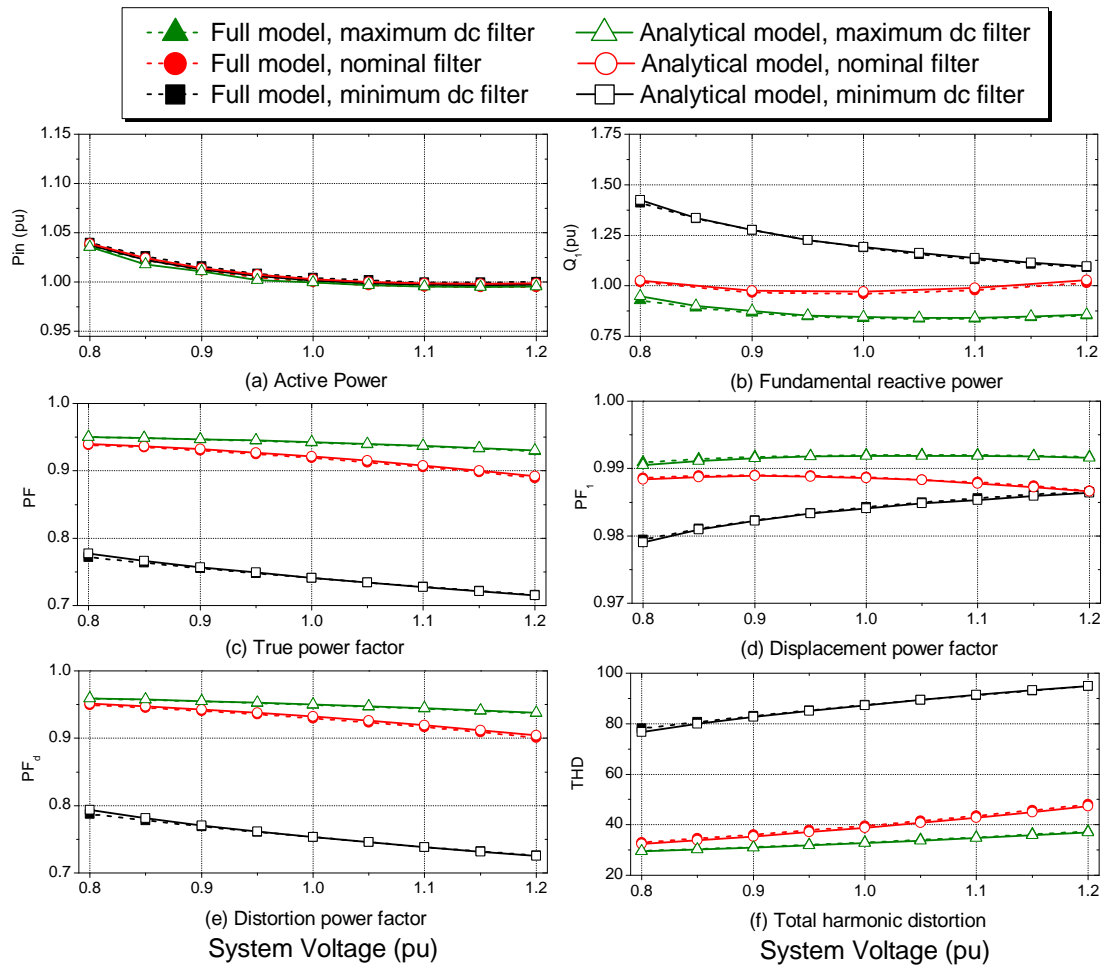 Full model, maximum dc filter
Analytical model, maximum dc filter
Full model, nominal filter
Analytical model, nominal filter
Full model, minimum dc filter
Analytical model, minimum dc filter
1.15
1.10
1.05
1.00
0.95
Pin (pu)
0.8 0.9 1.0 1.1 1.2
(a) Active Power
1.75
1.50
1.25
1.00
0.75
Q1(pu)
0.8 0.9 1.0 1.1 1.2
(b) Fundamental reactive power
1.0
0.9
0.8
0.7
PF
0.8 0.9 1.0 1.1 1.2
(c) True power factor
1.00
0.99
0.98
0.97
PF1
0.8 0.9 1.0 1.1 1.2
(d) Displacement power factor
1.0
0.9
0.8
0.7
PFd
0.8 0.9 1.0 1.1 1.2
(e) Distortion power factor
System Voltage (pu)
100
80
60
40
20
THD
0.8 0.9 1.0 1.1 1.2
(f) Total harmonic distortion
System Voltage (pu)